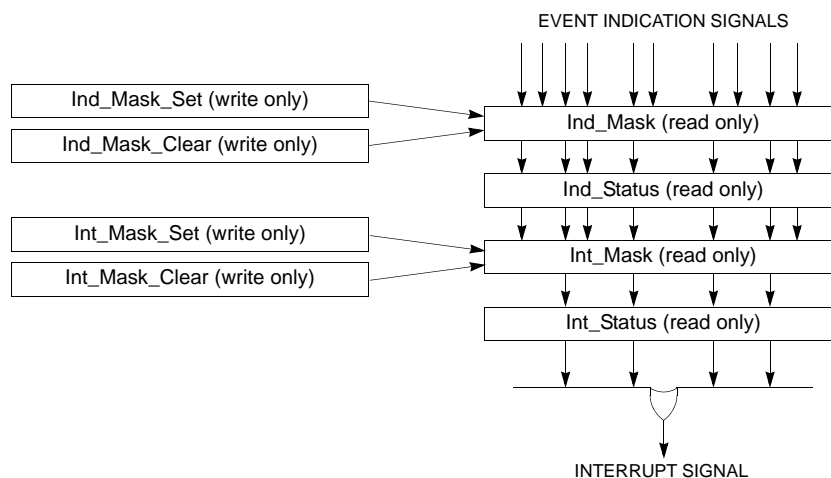 EVENT INDICATION SIGNALS
Ind_Mask_Set (write only)
Ind_Mask (read only)
Ind_Mask_Clear (write only)
Ind_Status (read only)
Int_Mask_Set (write only)
Int_Mask (read only)
Int_Mask_Clear (write only)
Int_Status (read only)
INTERRUPT SIGNAL